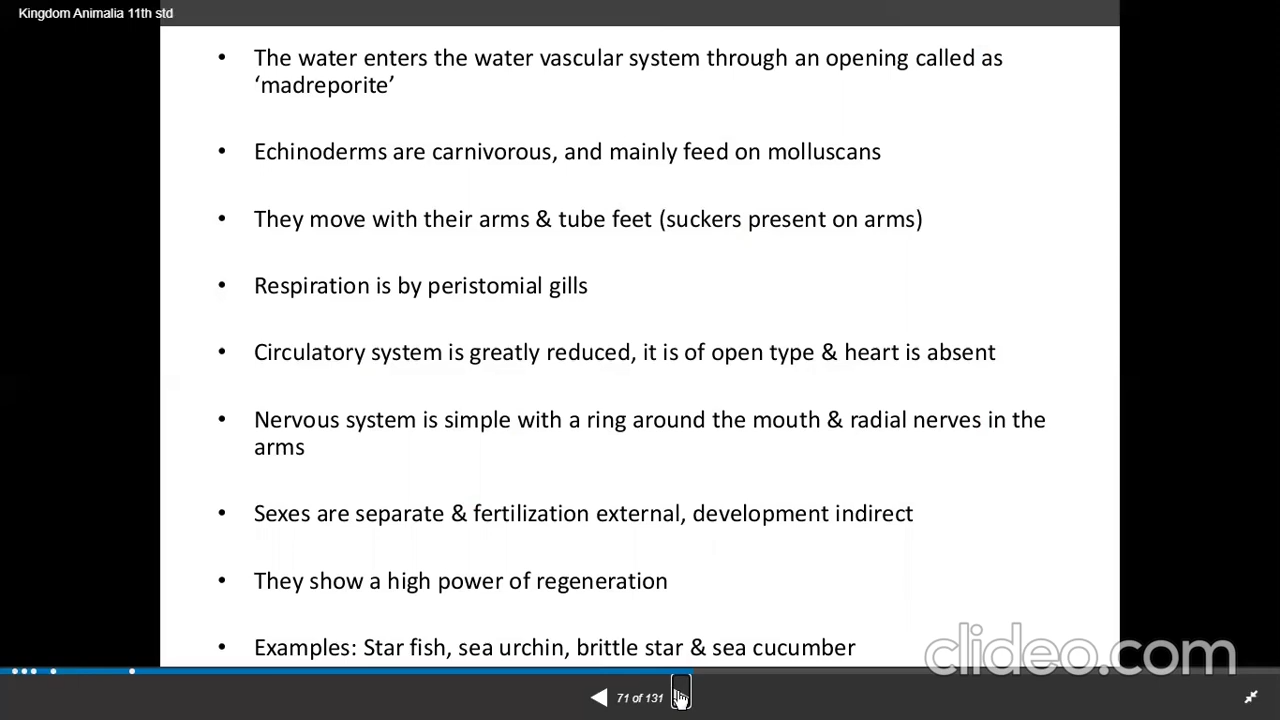 Kingdom Animalia 11th std
• The water enters the water vascular system through an opening called as
‘madreporite’
• Echinoderms are carnivorous, and mainly feed on molluscans
• They move with their arms & tube feet (suckers present on arms)
• Respiration is by peristomial gills
• Circulatory system is greatly reduced, it is of open type & heart is absent
• Nervous system is simple with a ring around the mouth & radial nerves in the
arms
• Sexes are separate & fertilization external, development indirect
• They show a high power of regeneration
• Examples: Star fish, sea urchin, brittle star & sea cucumber
clideo.com
71 of 131